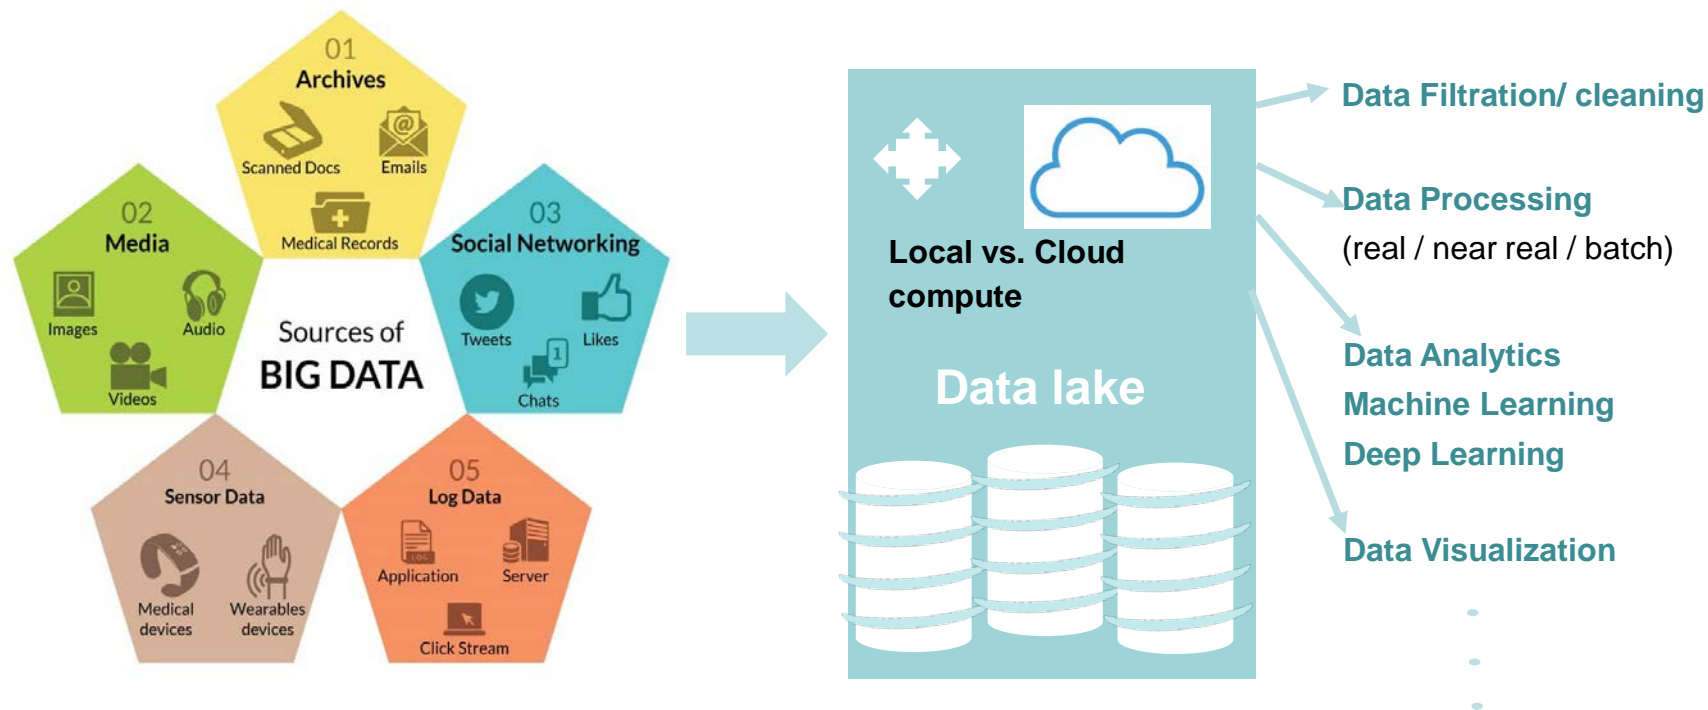 01
Archives
Scanned Docs
Emails
@
Medical Records
02
Media
Images
Audio
Videos
03
Social Networking
Tweets
Likes
1
Chats
Sources of
BIG DATA
04
Sensor Data
Medical
devices
Wearables
devices
05
Log Data
LOG
Application
Server
Click Stream
Local vs. Cloud
compute
Data lake
Data Filtration/ cleaning
Data Processing
(real / near real / batch)
Data Analytics
Machine Learning
Deep Learning
Data Visualization